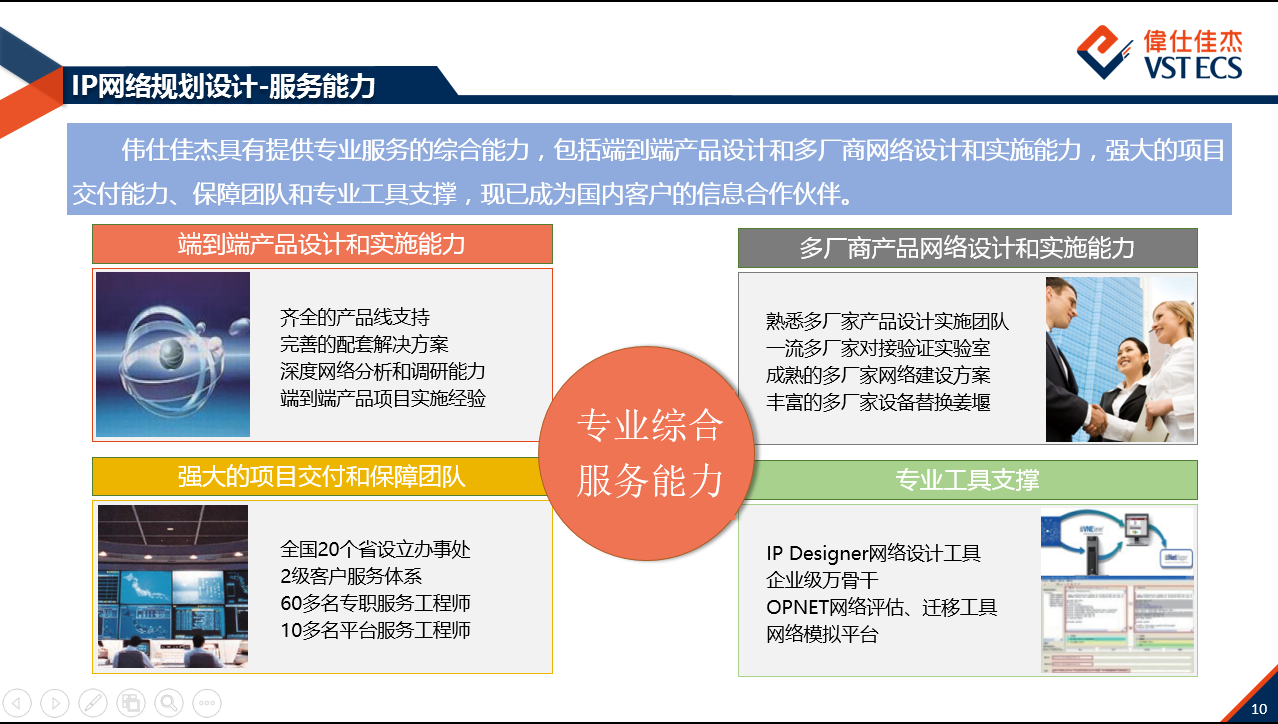 IP网络规划设计-服务能力
偉仕佳杰
VST ECS
伟仕佳杰具有提供专业服务的综合能力，包括端到端产品设计和多厂商网络设计和实施能力，强大的项目
交付能力、保障团队和专业工具支撑，现已成为国内客户的信息合作伙伴。
端到端产品设计和实施能力
齐全的产品线支持
完善的配套解决方案
深度网络分析和调研能力
端到端产品项目实施经验
多厂商产品网络设计和实施能力
熟悉多厂家产品设计实施团队
一流多厂家对接验证实验室
成熟的多厂家网络建设方案
丰富的多厂家设备替换姜堰
专业综合
服务能力
强大的项目交付和保障团队
全国20个省设立办事处
2级客户服务体系
60多名专职服务工程师
10多名平台服务工程师
专业工具支撑
IP Designer网络设计工具
企业级万骨干
OPNET网络评估、迁移工具
网络模拟平台
10